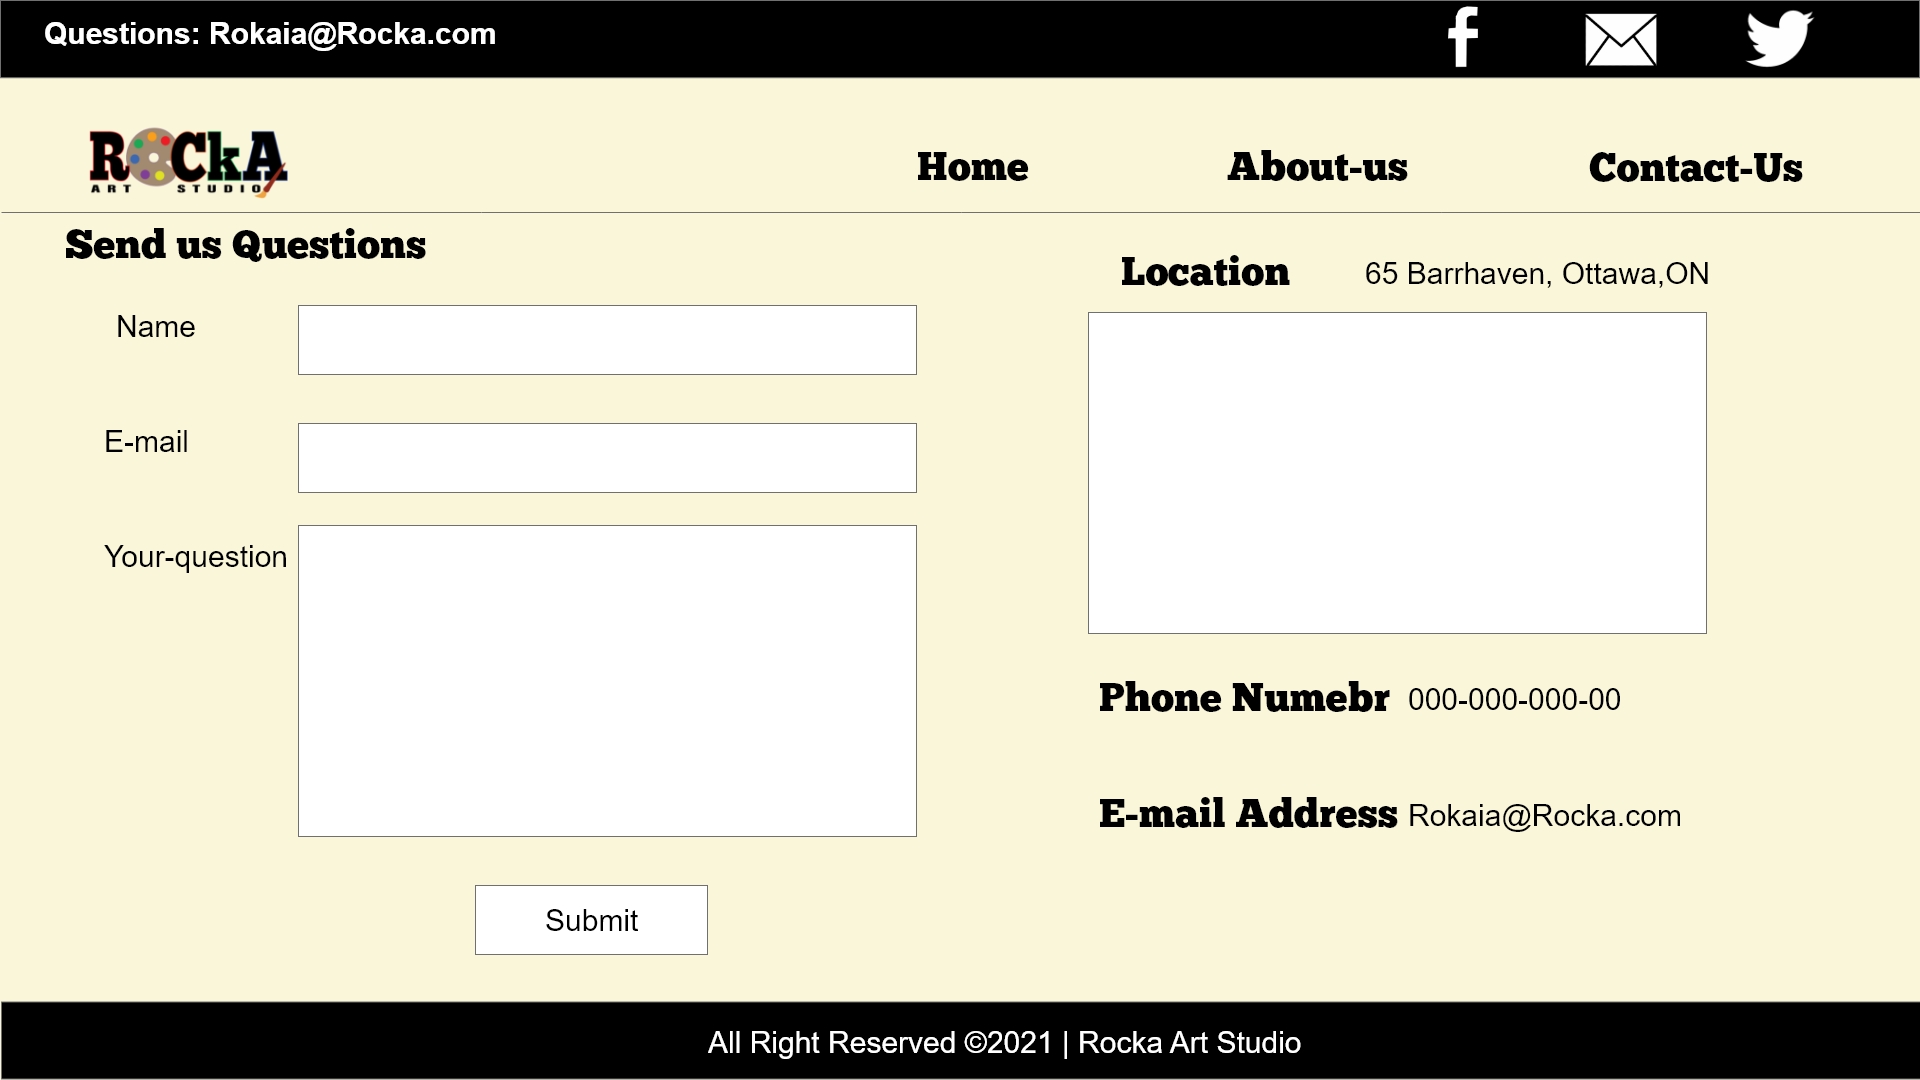 Questions: Rokaia@Rocka.com
ROCkA
ART STUDIO
Home About-us Contact-Us
Send us Questions
Name
E-mail
Your-question
Submit
Location 65 Barrhaven, Ottawa,ON
Phone Numebr 000-000-000-00
E-mail Address Rokaia@Rocka.com
All Right Reserved ©2021 | Rocka Art Studio